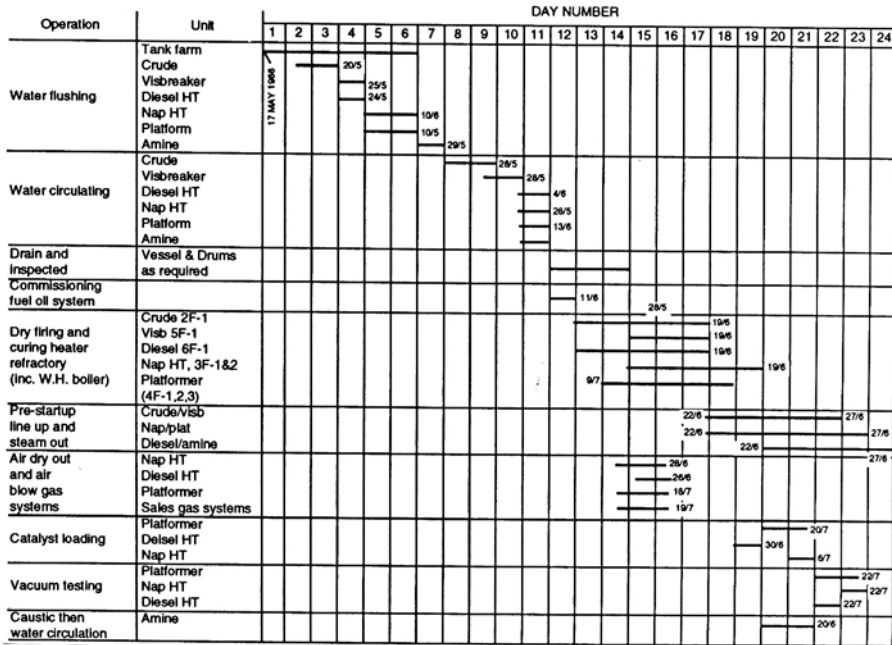 DAY NUMBER
Operation Unit 1 2 3 4 5 6 7 8 9 10 11 12 13 14 15 16 17 18 19 20 21 22 23 24
Water flushing
Tank farm 17 MAY 1966
Crude 20/5
Visbreaker 25/5
Diesel HT 24/5
Nap HT 10/6
Platform 10/5
Amine 29/5
Water circulating
Crude 28/5
Visbreaker 28/5
Diesel HT 4/6
Nap HT 28/5
Platform 13/6
Amine
Drain and Vessel & Drums
inspected as required
Commissioning
fuel oil system 11/6
28/5
Dry firing and Crude 2F-1 19/6
curing heater Visb 5F-1 19/6
refractory Diesel 6F-1 19/6
(inc. W.H. boiler) Nap HT, 3F-1&2 19/6
Platformer 9/7
(4F-1,2,3)
Pre-startup Crude/visb 22/6 27/6
line up and Nap/plat 22/6 27/6
steam out Diesel/amine 22/6
27/6
Air dry out Nap HT 26/6
and air Diesel HT 26/6
blow gas Platformer 18/7
systems Sales gas systems 19/7
Catalyst loading
Platformer 20/7
Deisel HT 30/6
Nap HT 6/7
Vacuum testing
Platformer 22/7
Nap HT 22/7
Diesel HT 22/7
Caustic then Amine
water circulation 20/6